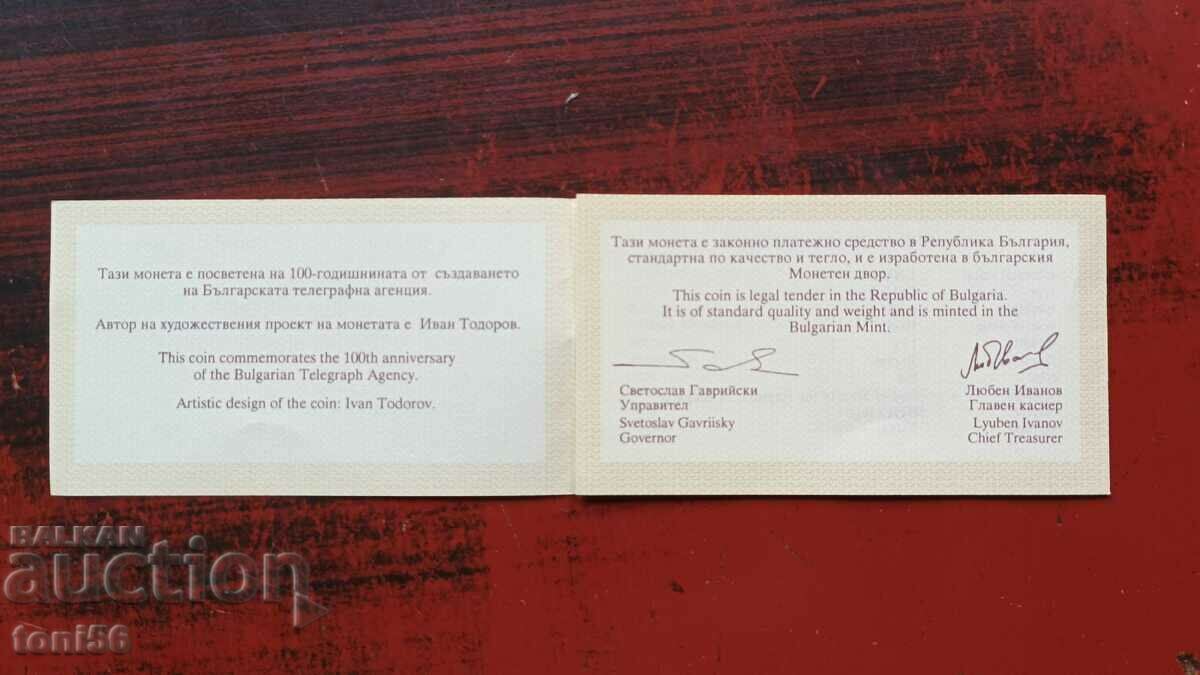 Тази монета е посветена на 100-годишнината от създаването
на Българската телеграфна агенция.
Автор на художествения проект на монетата е Иван Тодоров.
This coin commemorates the 100th anniversary
of the Bulgarian Telegraph Agency.
Artistic design of the coin: Ivan Todorov.
Тази монета е законно платежно средство в Република България,
стандартна по качество и тегло, и е изработена в българския
Монетен двор.
This coin is legal tender in the Republic of Bulgaria.
It is of standard quality and weight and is minted in the
Bulgarian Mint.
Светослав Гаврийски
Управител
Svetoslav Gavriisky
Governor
Любен Иванов
Главен касиер
Lyuben Ivanov
Chief Treasurer
BALKAN
auction
toni56